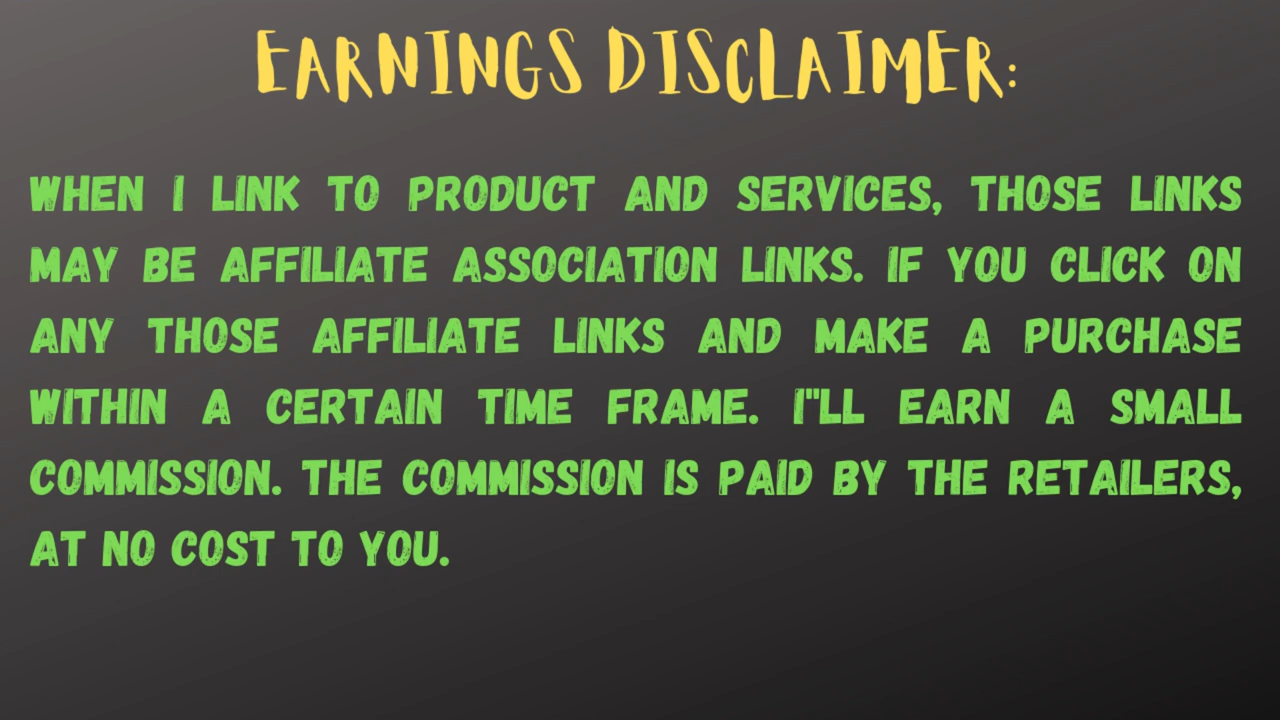 EARNINGS DISCLAIMER:
WHEN I LINK TO PRODUCT AND SERVICES, THOSE LINKS
MAY BE AFFILIATE ASSOCIATION LINKS. IF YOU CLICK ON
ANY THOSE AFFILIATE LINKS AND MAKE A PURCHASE
WITHIN A CERTAIN TIME FRAME. I"LL EARN A SMALL
COMMISSION. THE COMMISSION IS PAID BY THE RETAILERS,
AT NO COST TO YOU.